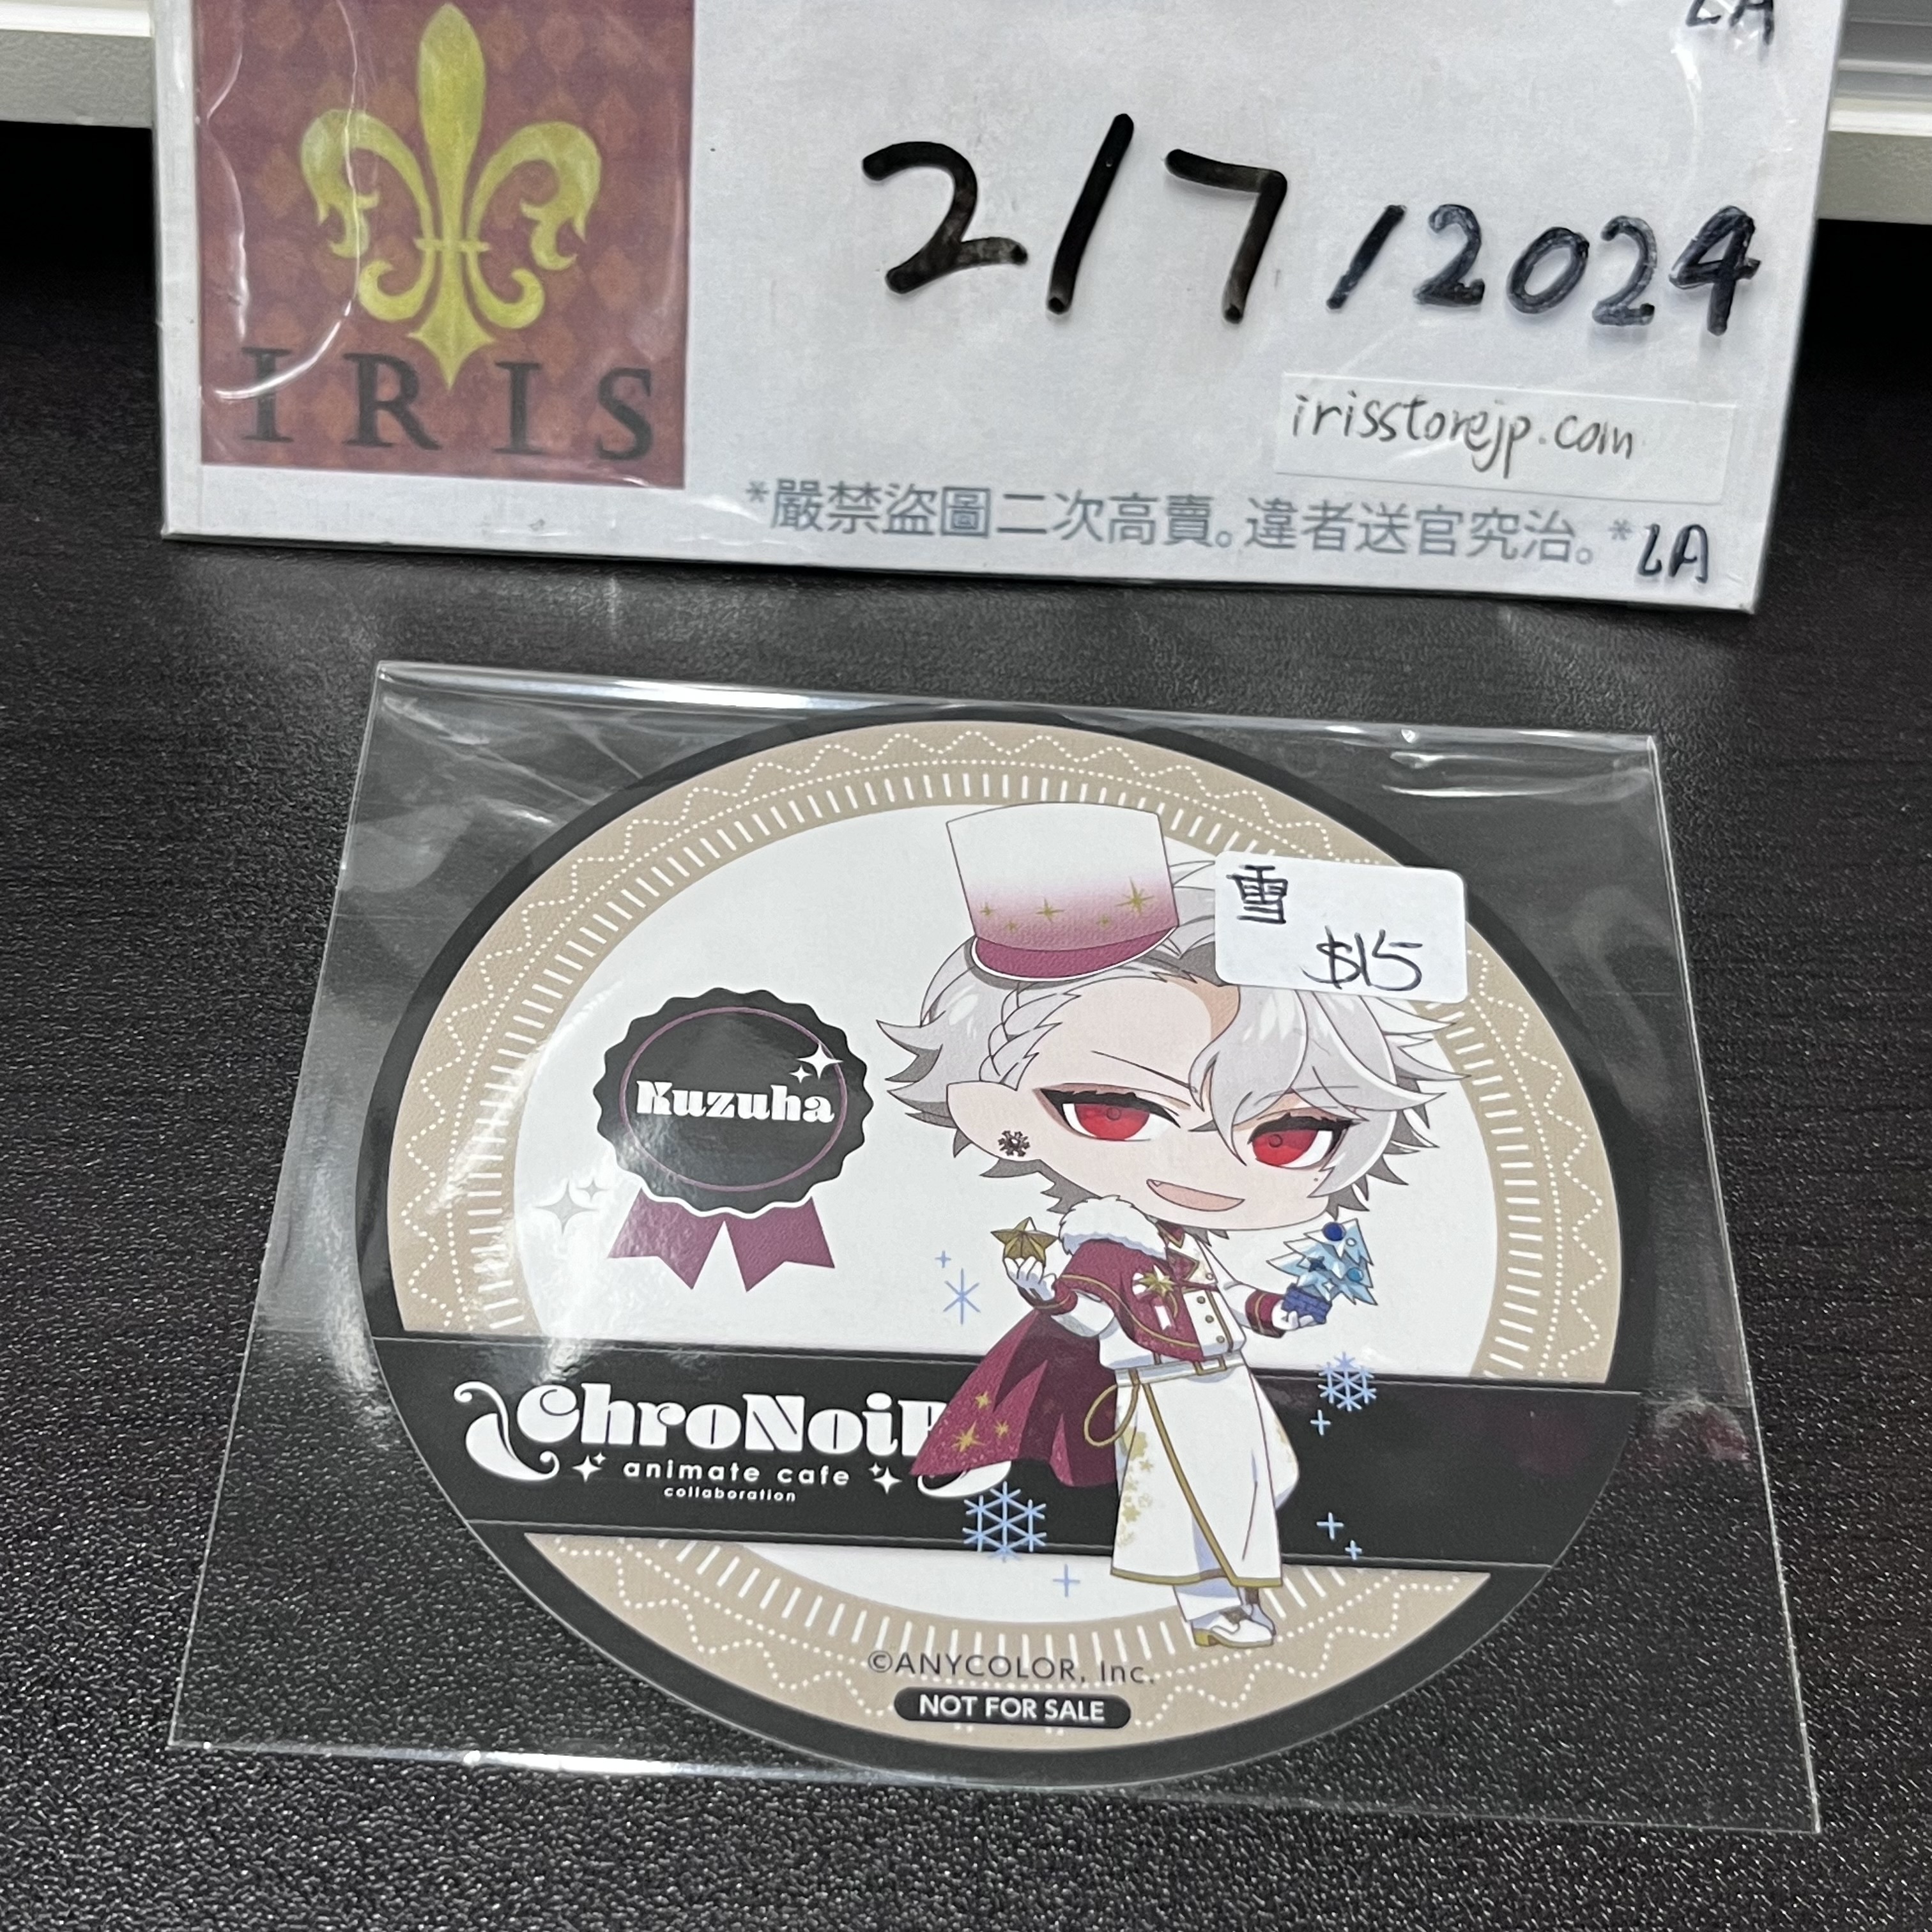 LA
2/7/2024
IRIS
irisstorejp.com
*嚴禁盜圖二次高賣。違者送官究治。*LA
雪
$15
Kuzuha
ChroNoiR
animate cafe
collaboration
©ANYCOLOR, Inc.
NOT FOR SALE